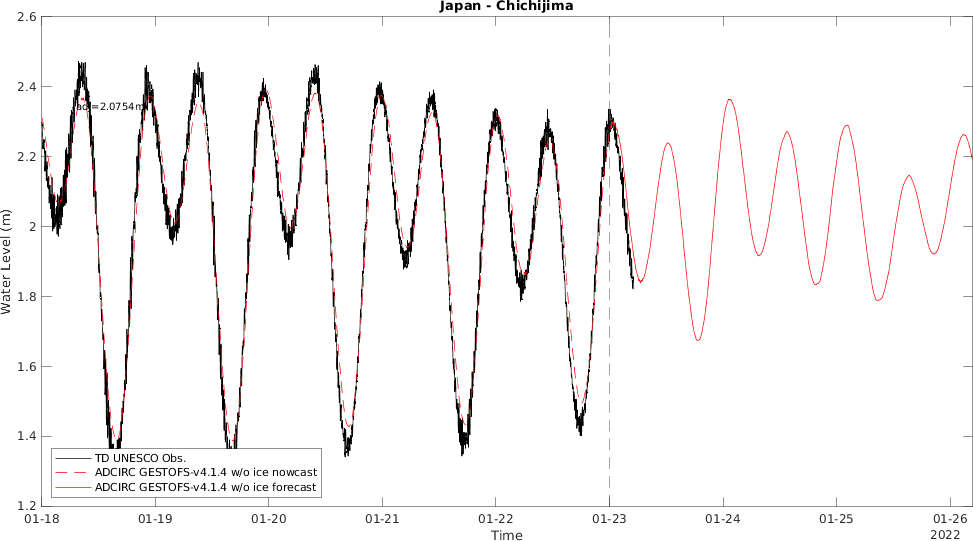 Japan - Chichijima
2.6
2.4
2.2
2
1.8
1.6
1.4
1.2
Water Level (m)
=2.0754m
TD UNESCO Obs.
ADCIRC GESTOFS-v4.1.4 w/o ice nowcast
ADCIRC GESTOFS-v4.1.4 w/o ice forecast
01-18 01-19 01-20 01-21 01-22 01-23 01-24 01-25 01-26
Time
2022